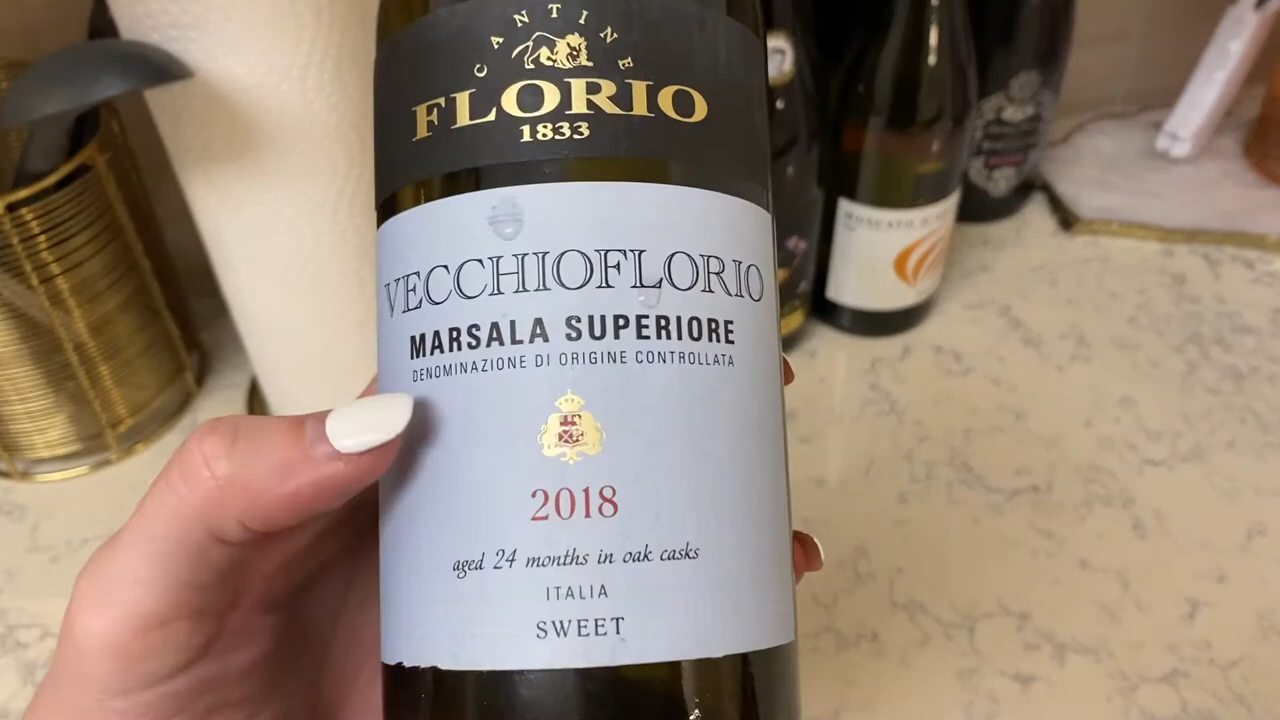 CANTINE
FLORIO
1833
VECCHIOFLORIO
MARSALA SUPERIORE
DENOMINAZIONE DI ORIGINE CONTROLLATA
2018
aged 24 months in oak casks
ITALIA
SWEET
MOSCATO